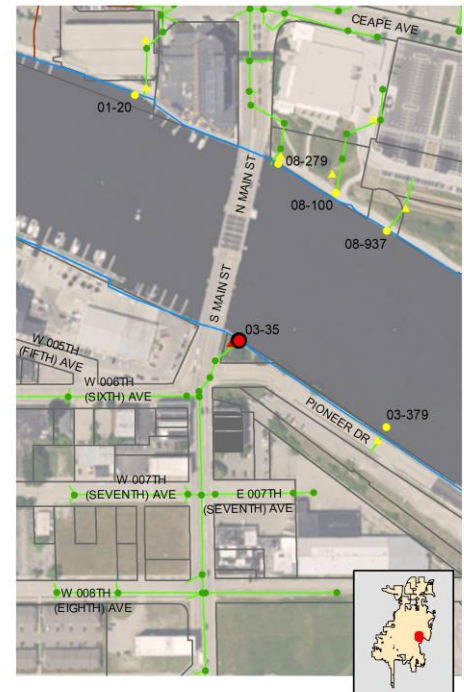 CEAPE AVE
01-20
08-279
N MAIN ST
08-100
08-937
S MAIN ST
03-35
W 005TH
(FIFTH) AVE
W 006TH
(SIXTH) AVE
PIONEER DR
03-379
W 007TH
(SEVENTH) AVE
E 007TH
(SEVENTH) AVE
W 008TH
(EIGHTH) AVE